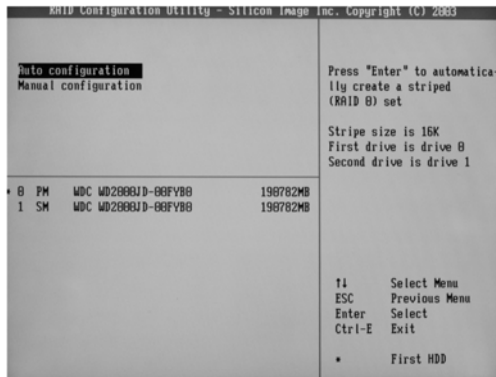 RAID Configuration Utility - Silicon Image Inc. Copyright (C) 2003
Auto configuration
Manual configuration
Press "Enter" to automatica-
lly create a striped
(RAID 0) set
Stripe size is 16K
First drive is drive 0
Second drive is drive 1
* 0 PM WDC WD2000JD-00FYB0 190782MB
1 SM WDC WD2000JD-00FYB0 190782MB
↑↓ Select Menu
ESC Previous Menu
Enter Select
Ctrl-E Exit
* First HDD